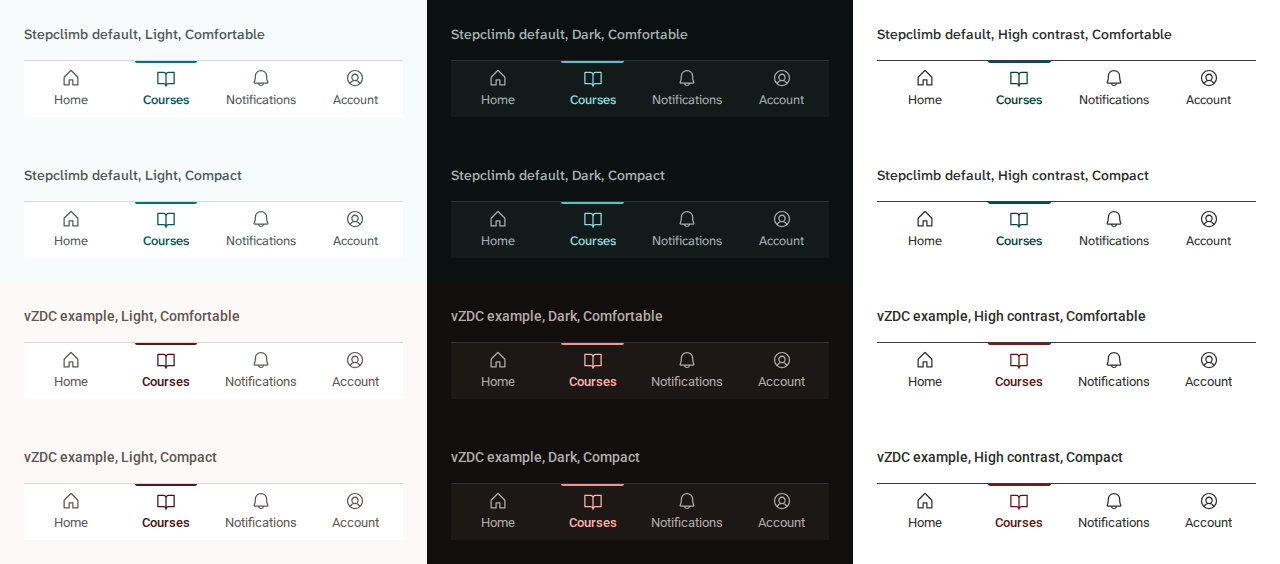 Stepclimb default, Light, Comfortable
Home Courses Notifications Account
Stepclimb default, Light, Compact
Home Courses Notifications Account
vZDC example, Light, Comfortable
Home Courses Notifications Account
vZDC example, Light, Compact
Home Courses Notifications Account
Stepclimb default, Dark, Comfortable
Home Courses Notifications Account
Stepclimb default, Dark, Compact
Home Courses Notifications Account
vZDC example, Dark, Comfortable
Home Courses Notifications Account
vZDC example, Dark, Compact
Home Courses Notifications Account
Stepclimb default, High contrast, Comfortable
Home Courses Notifications Account
Stepclimb default, High contrast, Compact
Home Courses Notifications Account
vZDC example, High contrast, Comfortable
Home Courses Notifications Account
vZDC example, High contrast, Compact
Home Courses Notifications Account